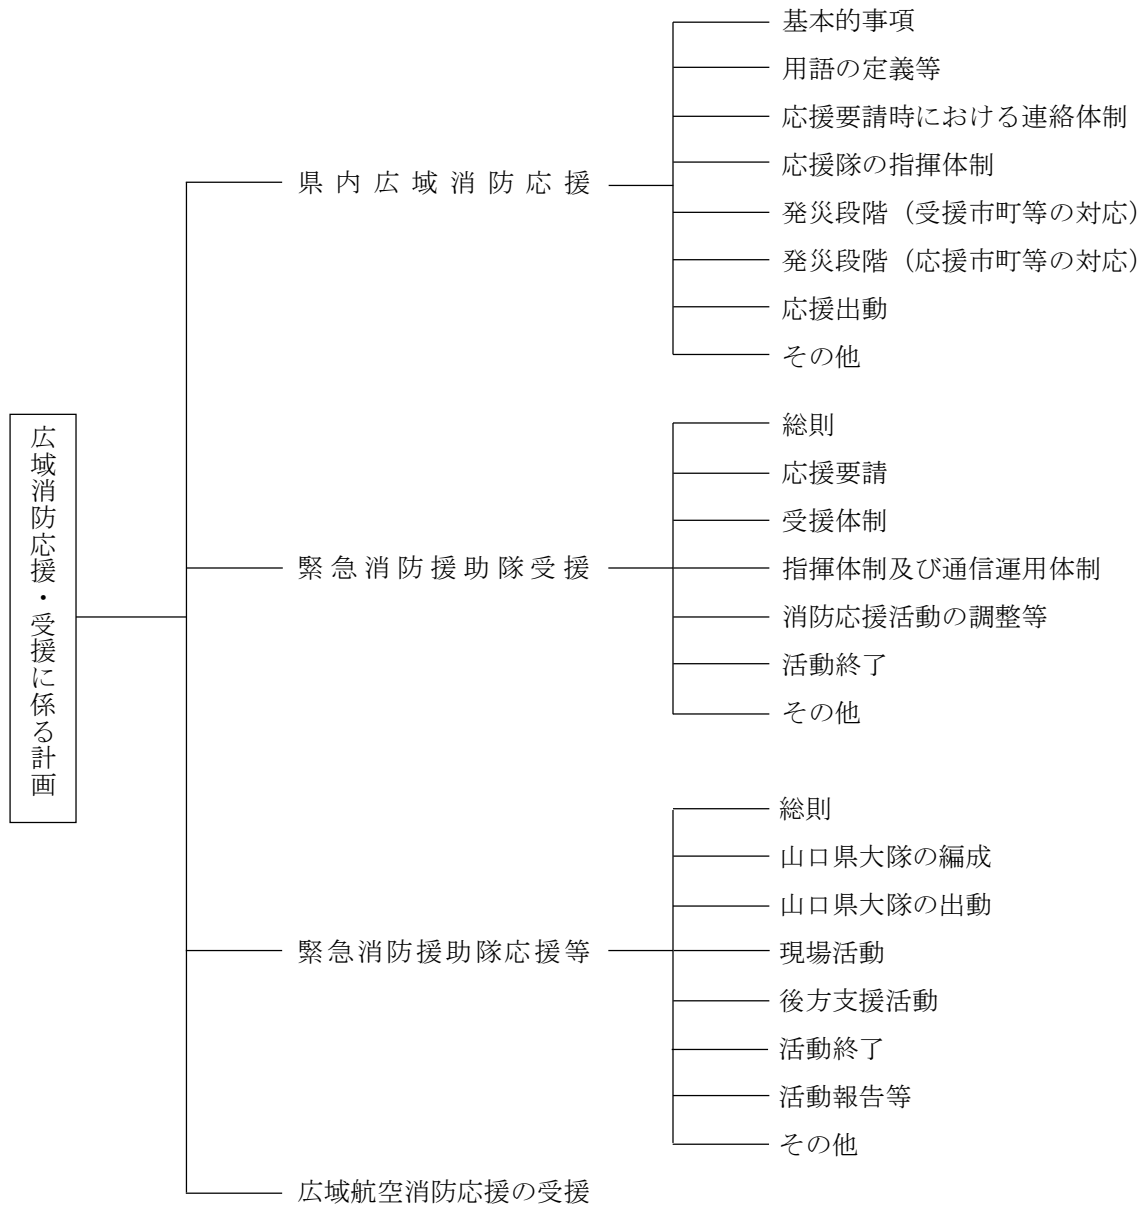 広域消防応援・受援に係る計画
県内広域消防応援
基本的事項
用語の定義等
応援要請時における連絡体制
応援隊の指揮体制
発災段階（受援市町等の対応）
発災段階（応援市町等の対応）
応援出動
その他
緊急消防援助隊受援
総則
応援要請
受援体制
指揮体制及び通信運用体制
消防応援活動の調整等
活動終了
その他
緊急消防援助隊応援等
総則
山口県大隊の編成
山口県大隊の出動
現場活動
後方支援活動
活動終了
活動報告等
その他
広域航空消防応援の受援